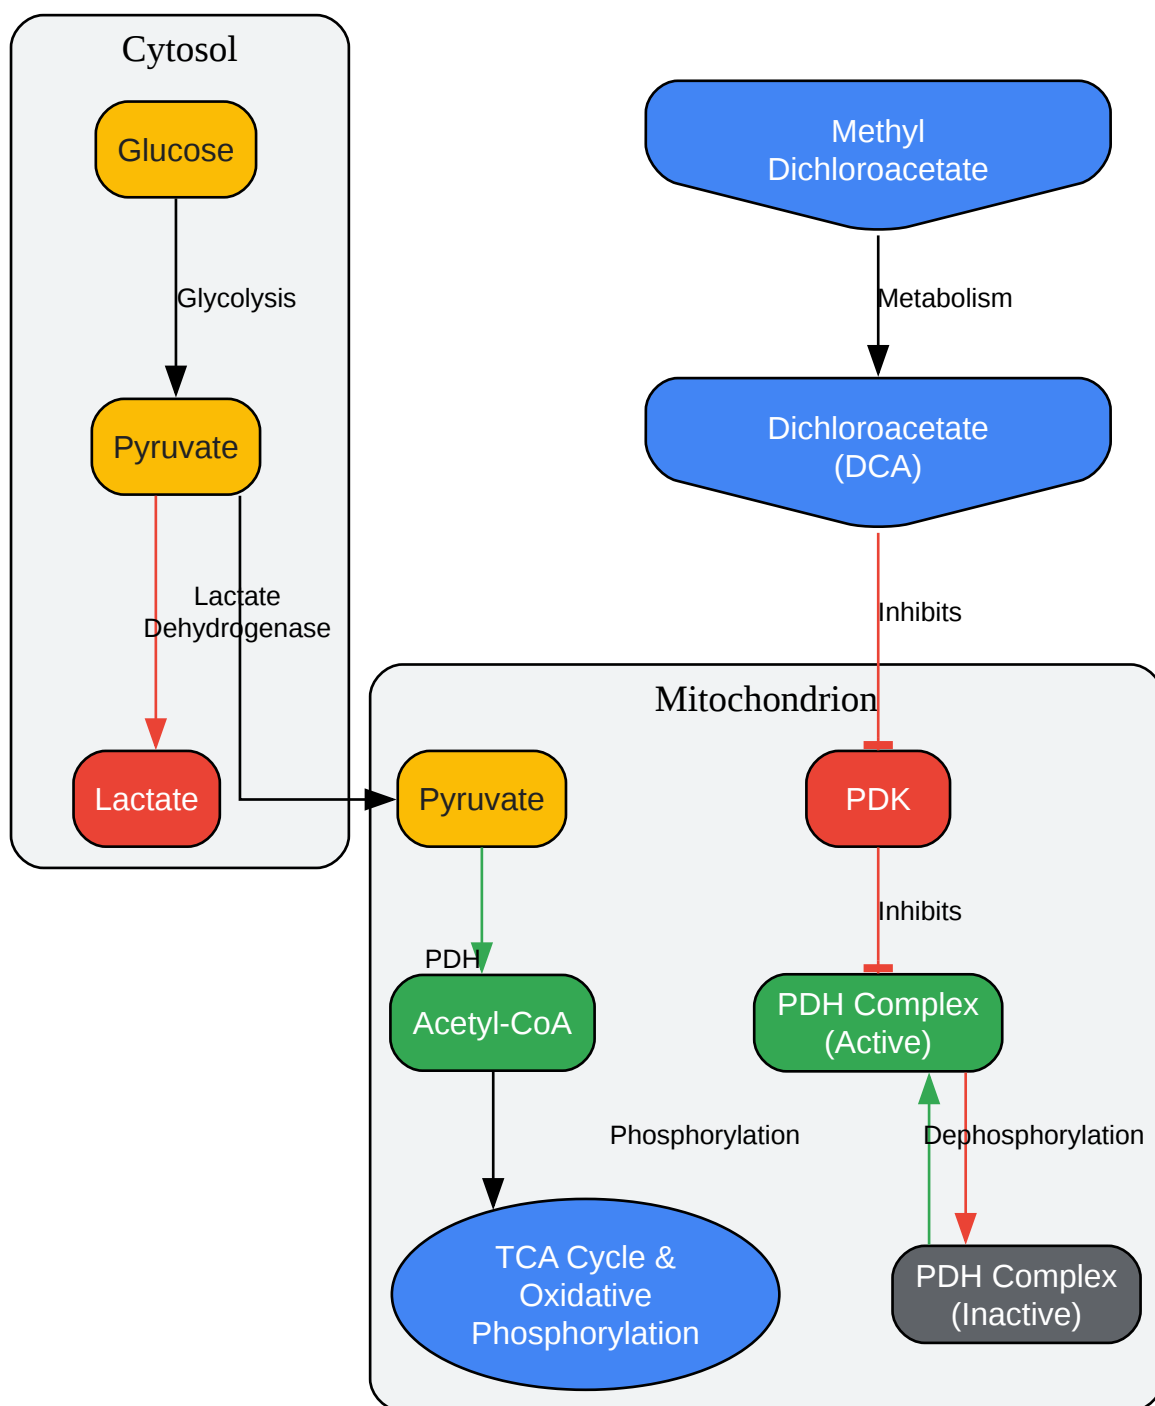 Cytosol
Glucose
Glycolysis
Pyruvate
Lactate
Dehydrogenase
Lactate
Methyl
Dichloroacetate
Metabolism
Dichloroacetate
(DCA)
Inhibits
Mitochondrion
Pyruvate
PDK
PDH
Inhibits
Acetyl-CoA
PDH Complex
(Active)
Phosphorylation
Dephosphorylation
TCA Cycle &
Oxidative
Phosphorylation
PDH Complex
(Inactive)